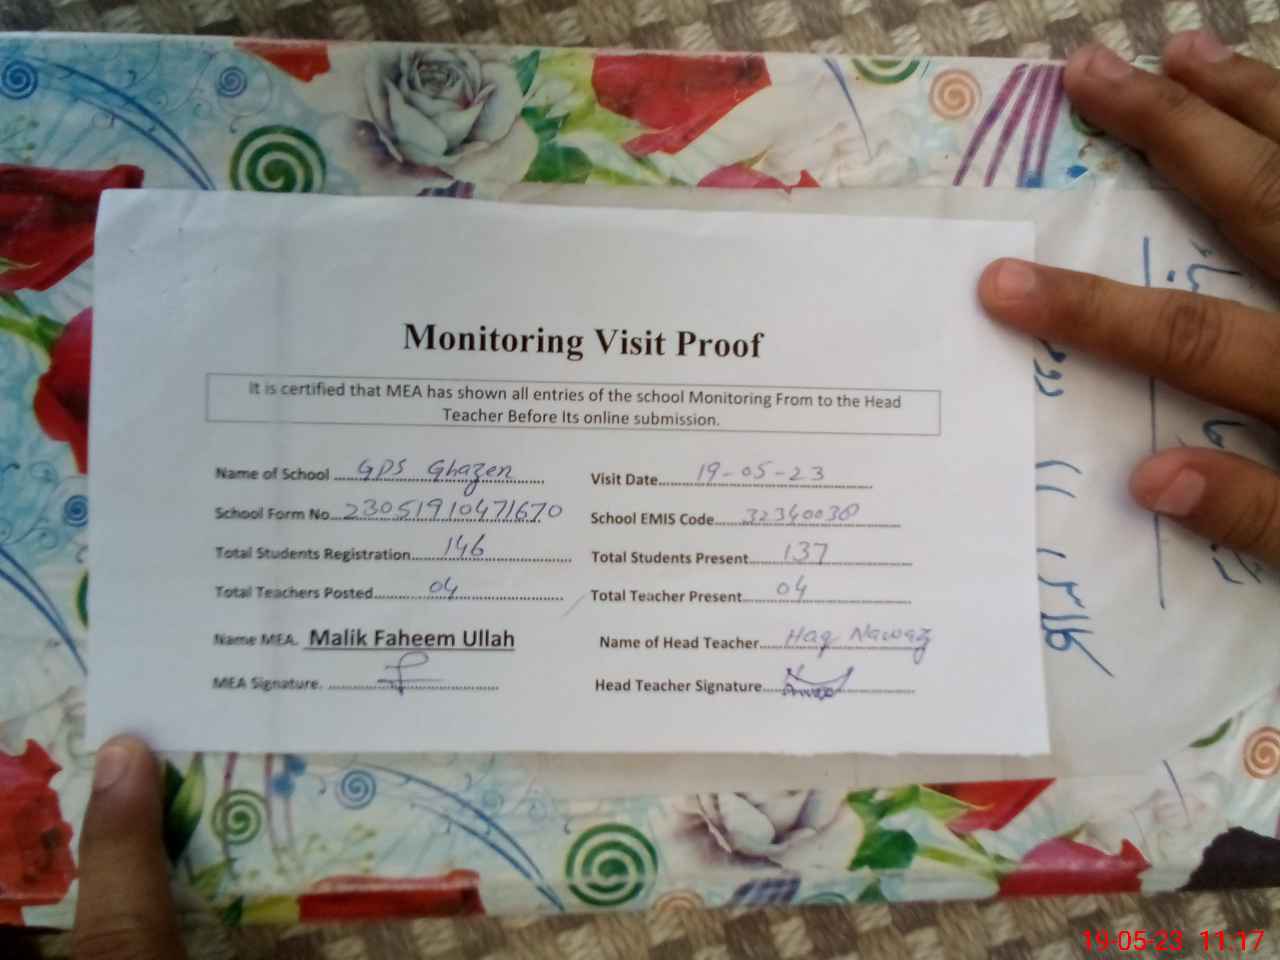 Monitoring Visit Proof
It is certified that MEA has shown all entries of the school Monitoring From to the Head
Teacher Before Its online submission.
Name of School GPS Ghazen Visit Date 19-05-23
School Form No 23051910471670 School EMIS Code 32340038
Total Students Registration 146 Total Students Present 137
Total Teachers Posted 04 Total Teacher Present 04
Name MEA. Malik Faheem Ullah Name of Head Teacher Haq Nawaz
MEA Signature. Head Teacher Signature
19-05-23 11:17